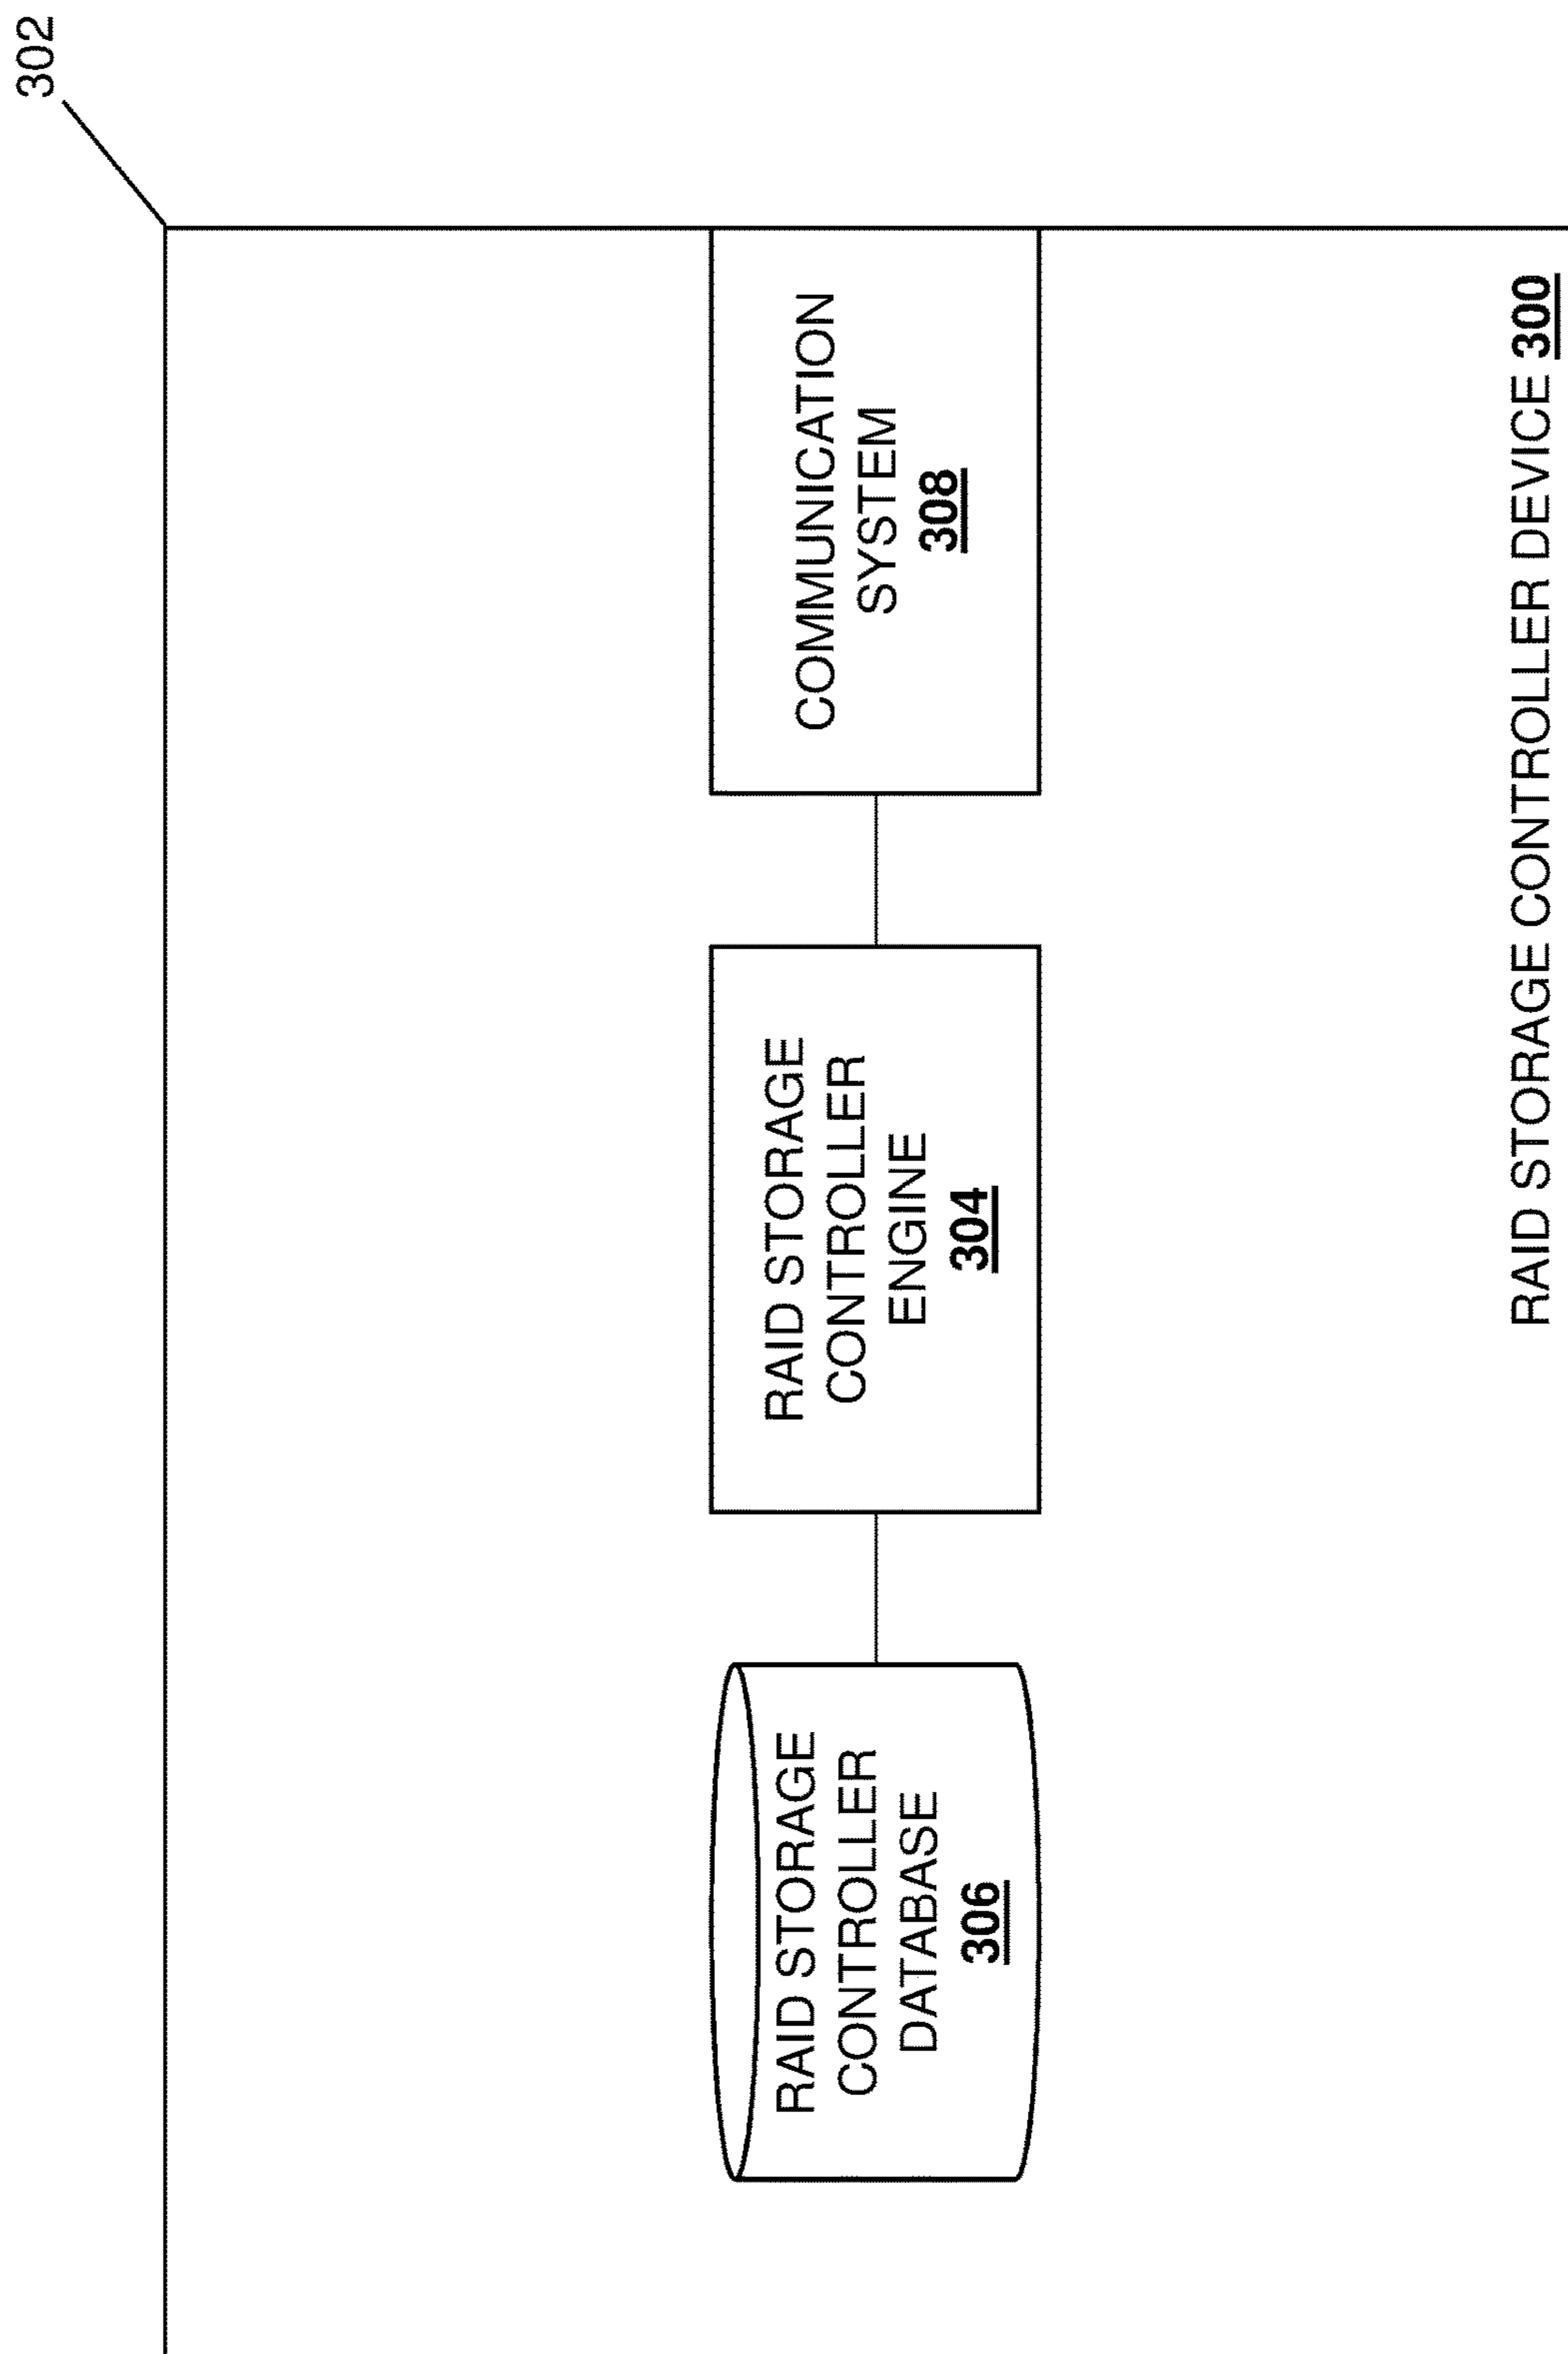 302
RAID STORAGE
CONTROLLER
DATABASE
306
RAID STORAGE
CONTROLLER
ENGINE
304
COMMUNICATION
SYSTEM
308
RAID STORAGE CONTROLLER DEVICE 300